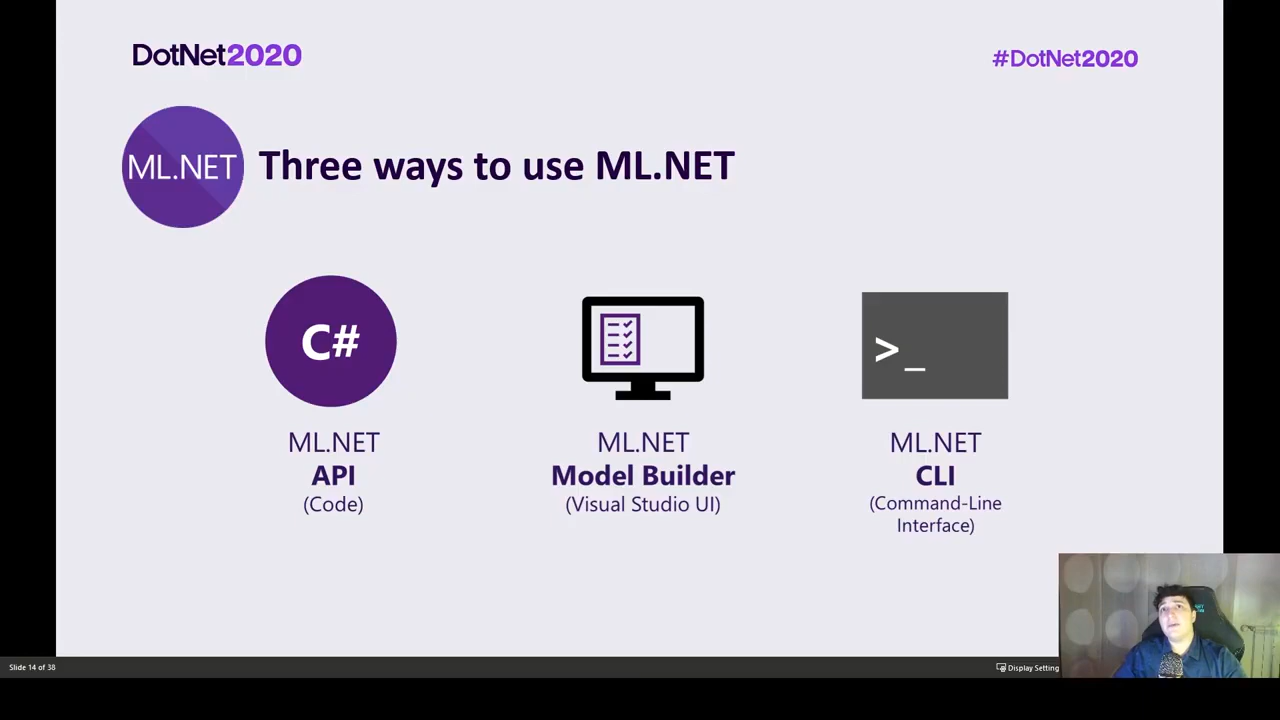 DotNet2020
#DotNet2020
ML.NET
Three ways to use ML.NET
C#
ML.NET
API
(Code)
ML.NET
Model Builder
(Visual Studio UI)
>_
ML.NET
CLI
(Command-Line
Interface)
Slide 14 of 38
Display Setting